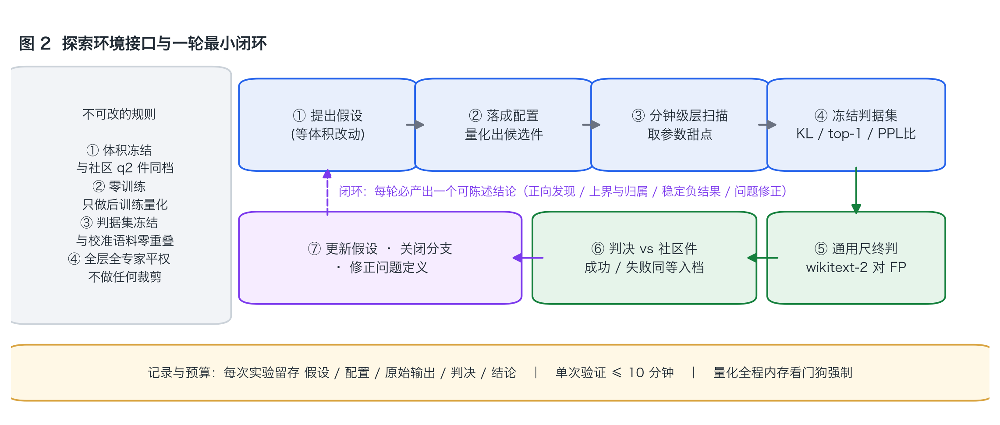 图 2 探索环境接口与一轮最小闭环
不可改的规则
① 体积冻结
与社区 q2 件同档
② 零训练
只做后训练量化
③ 判据集冻结
与校准语料零重叠
④ 全层全专家平权
不做任何裁剪
① 提出假设
(等体积改动)
② 落成配置
量化出候选件
③ 分钟级层扫描
取参数甜点
④ 冻结判据集
KL / top-1 / PPL比
闭环：每轮必产出一个可陈述结论（正向发现 / 上界与归属 / 稳定负结果 / 问题修正）
⑦ 更新假设 · 关闭分支
· 修正问题定义
⑥ 判决 vs 社区件
成功 / 失败同等入档
⑤ 通用尺终判
wikitext-2 对 FP
记录与预算：每次实验留存 假设 / 配置 / 原始输出 / 判决 / 结论 ｜ 单次验证 ≤ 10 分钟 ｜ 量化全程内存看门狗强制